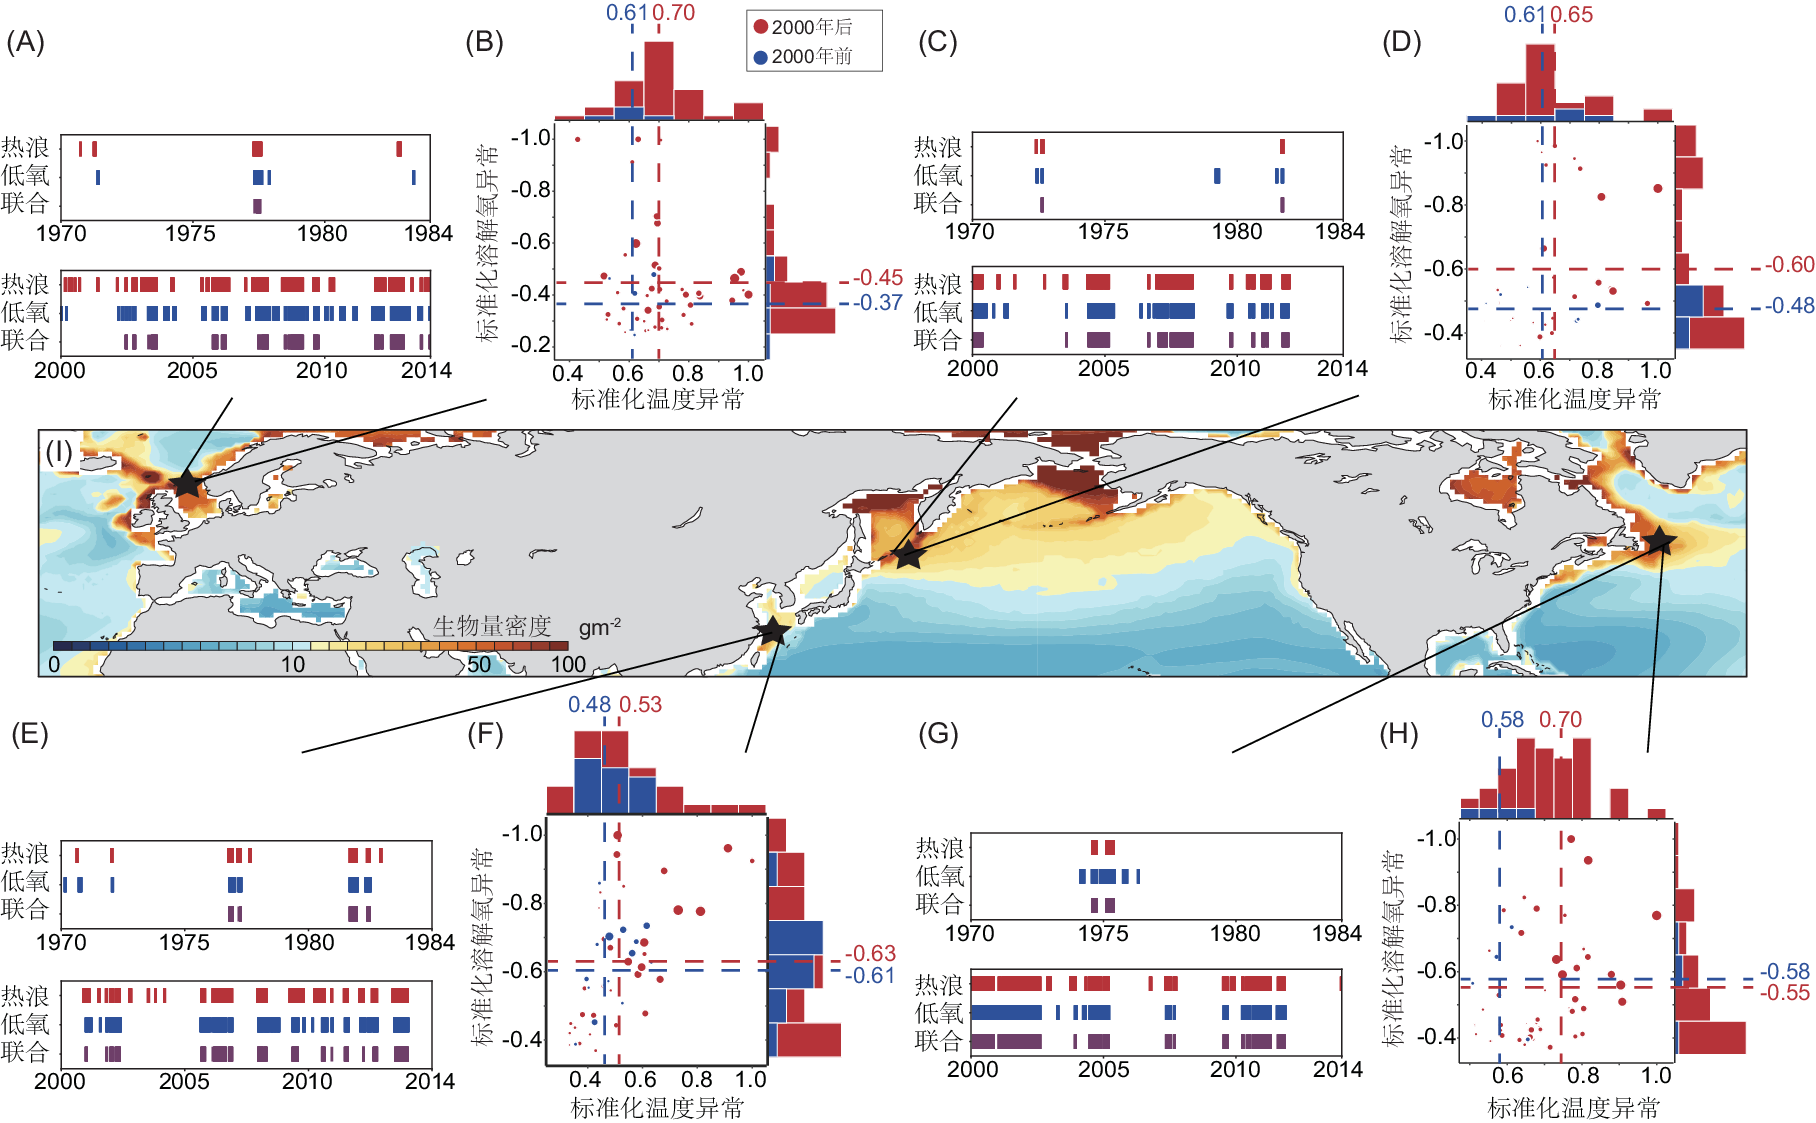 (A)
热浪
低氧
联合
1970 1975 1980 1984
热浪
低氧
联合
2000 2005 2010 2014
(B)
0.61 0.70
2000年后
2000年前
标准化溶解氧异常
-1.0
-0.8
-0.6
-0.4
-0.2
-0.45
-0.37
0.4 0.6 0.8 1.0
标准化温度异常
(C)
热浪
低氧
联合
1970 1975 1980 1984
热浪
低氧
联合
2000 2005 2010 2014
(D)
0.61 0.65
标准化溶解氧异常
-1.0
-0.8
-0.6
-0.4
-0.60
-0.48
0.4 0.6 0.8 1.0
标准化温度异常
(I)
生物量密度 gm-2
0 10 50 100
(E)
热浪
低氧
联合
1970 1975 1980 1984
热浪
低氧
联合
2000 2005 2010 2014
(F)
0.48 0.53
标准化溶解氧异常
-1.0
-0.8
-0.6
-0.4
-0.63
-0.61
0.4 0.6 0.8 1.0
标准化温度异常
(G)
热浪
低氧
联合
1970 1975 1980 1984
热浪
低氧
联合
2000 2005 2010 2014
(H)
0.58 0.70
标准化溶解氧异常
-1.0
-0.8
-0.6
-0.4
-0.58
-0.55
0.6 0.8 1.0
标准化温度异常